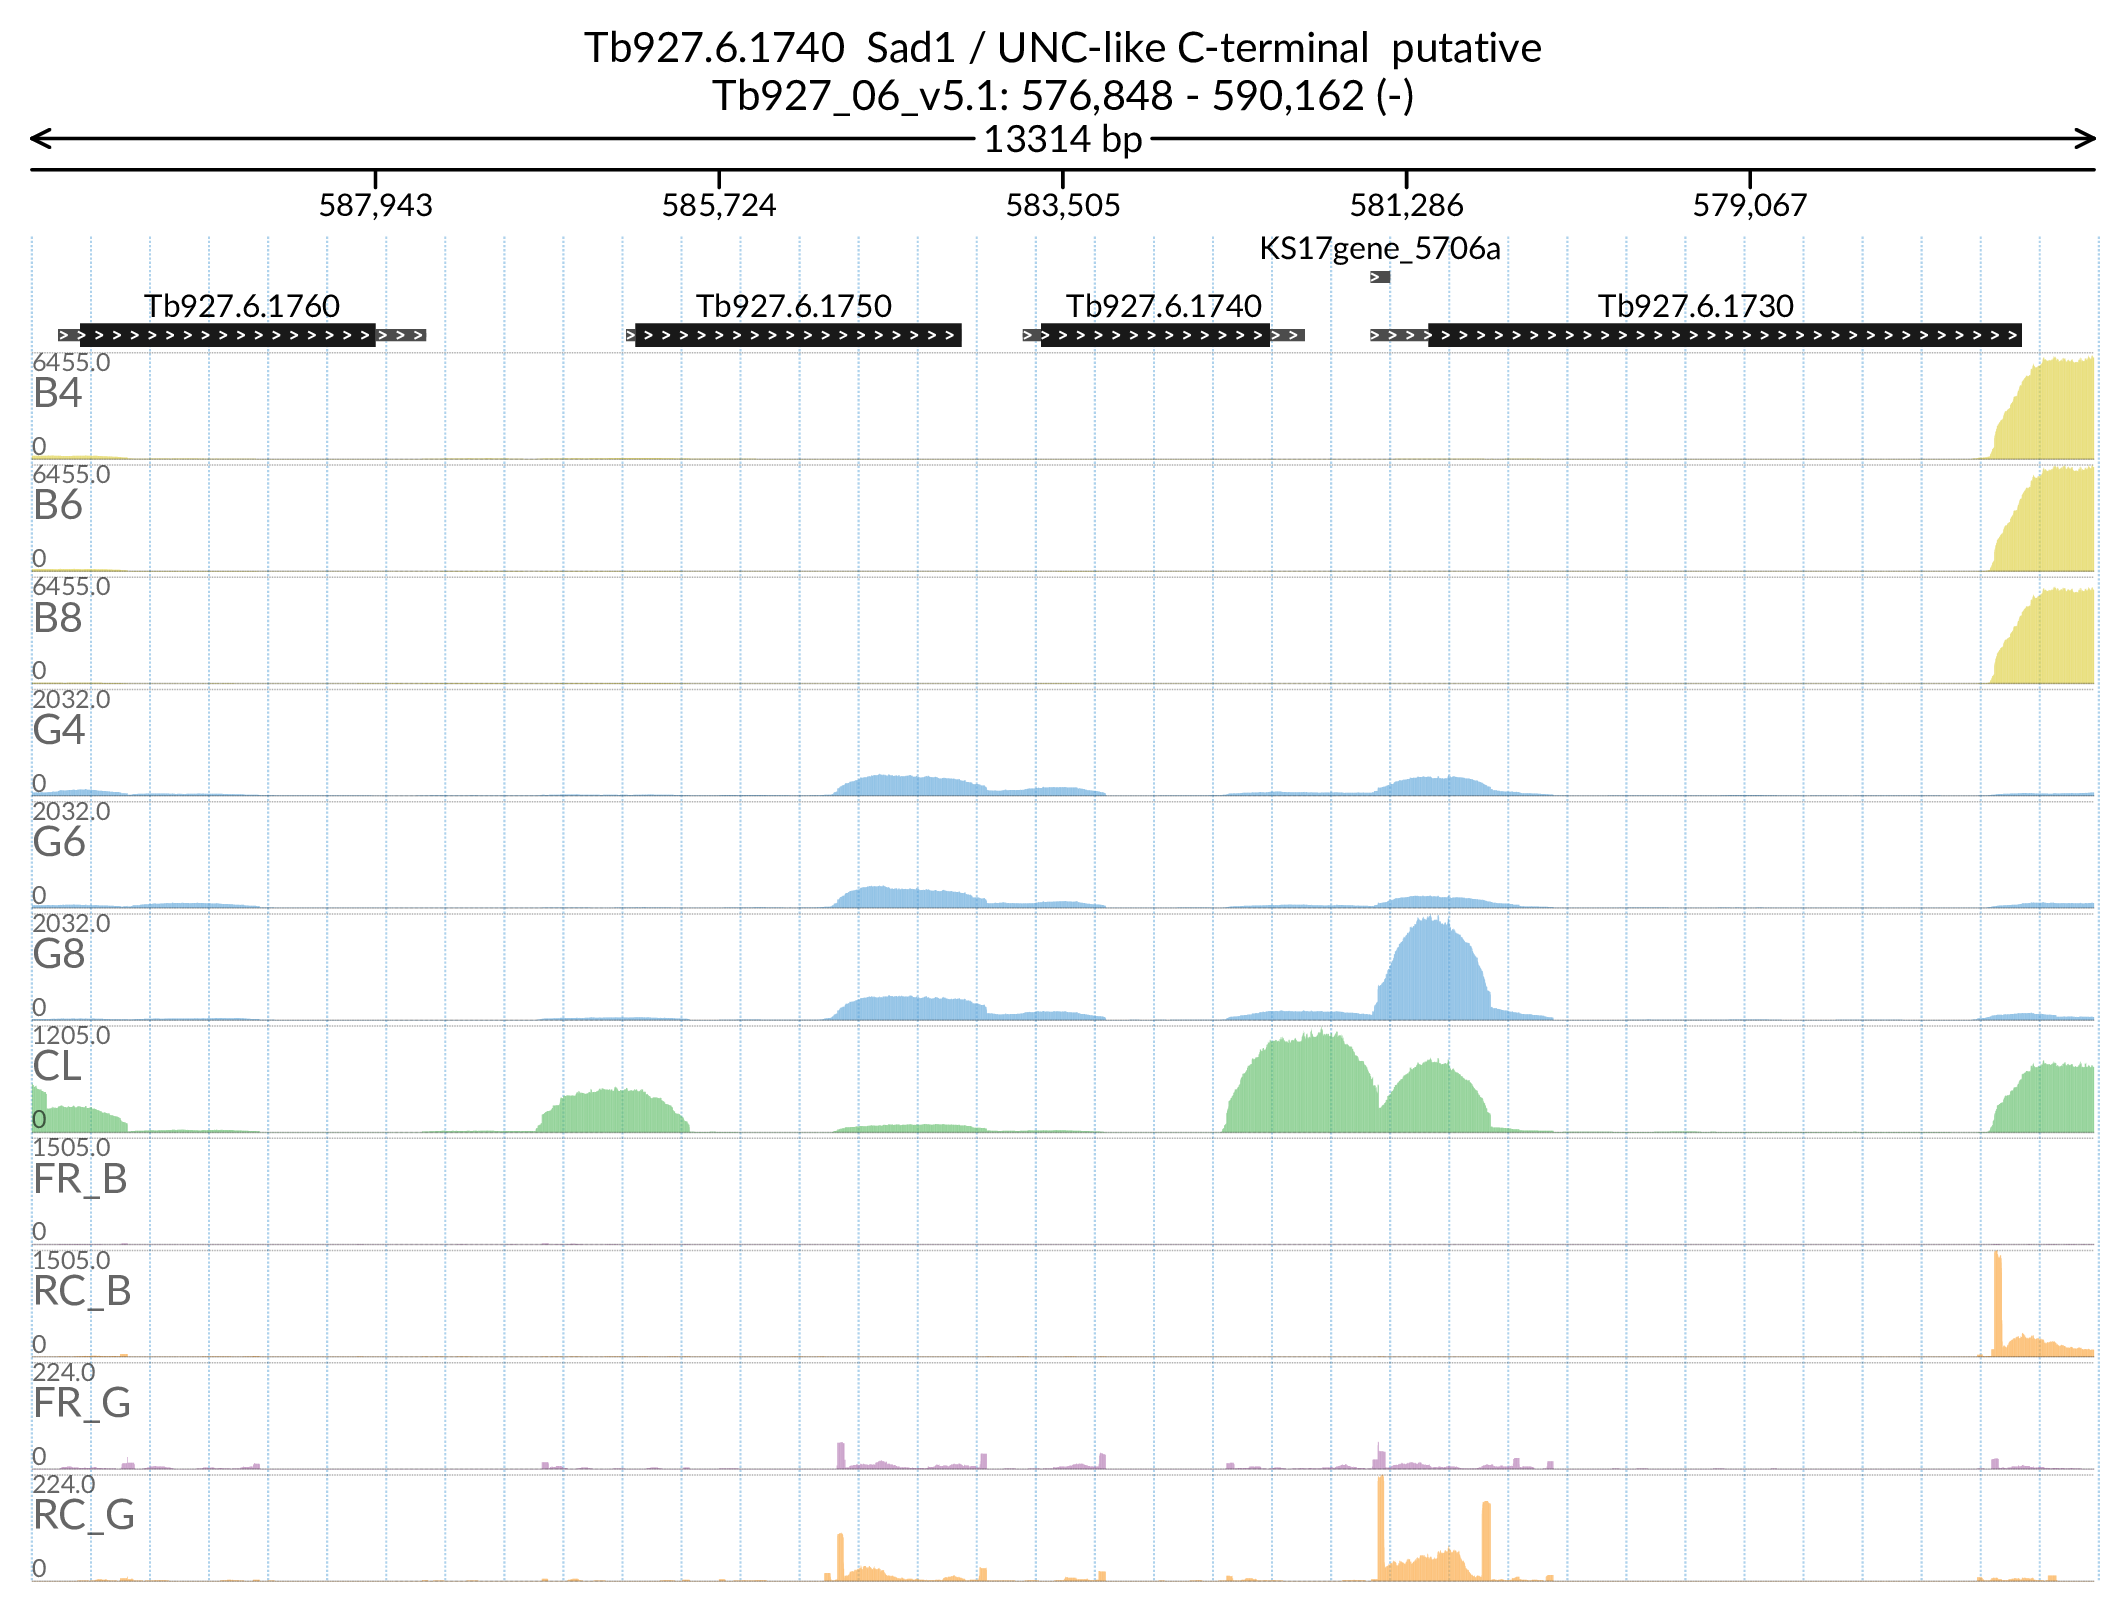 Tb927.6.1740  Sad1 / UNC-like C-terminal  putative
Tb927_06_v5.1: 576,848 - 590,162 (-)
13314 bp
587,943 585,724 583,505 581,286 579,067
KS17gene_5706a
Tb927.6.1760 Tb927.6.1750 Tb927.6.1740 Tb927.6.1730
6455.0
B4
0
6455.0
B6
0
6455.0
B8
0
2032.0
G4
0
2032.0
G6
0
2032.0
G8
0
1205.0
CL
0
1505.0
FR_B
0
1505.0
RC_B
0
224.0
FR_G
0
224.0
RC_G
0